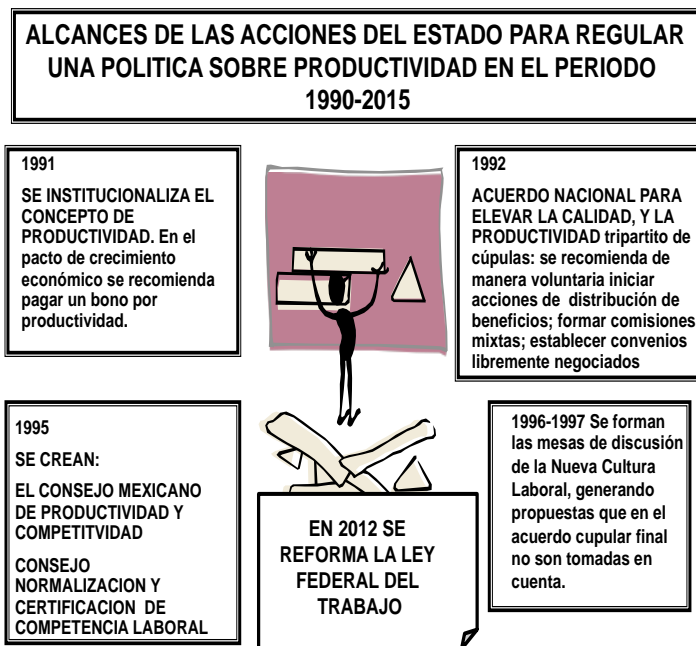 ALCANCES DE LAS ACCIONES DEL ESTADO PARA REGULAR
UNA POLITICA SOBRE PRODUCTIVIDAD EN EL PERIODO
1990-2015
1991
SE INSTITUCIONALIZA EL
CONCEPTO DE
PRODUCTIVIDAD. En el
pacto de crecimiento
económico se recomienda
pagar un bono por
productividad.
1992
ACUERDO NACIONAL PARA
ELEVAR LA CALIDAD, Y LA
PRODUCTIVIDAD tripartito de
cúpulas: se recomienda de
manera voluntaria iniciar
acciones de distribución de
beneficios; formar comisiones
mixtas; establecer convenios
libremente negociados
1995
SE CREAN:
EL CONSEJO MEXICANO
DE PRODUCTIVIDAD Y
COMPETITVIDAD
CONSEJO
NORMALIZACION Y
CERTIFICACION DE
COMPETENCIA LABORAL
EN 2012 SE
REFORMA LA LEY
FEDERAL DEL
TRABAJO
1996-1997 Se forman
las mesas de discusión
de la Nueva Cultura
Laboral, generando
propuestas que en el
acuerdo cupular final
no son tomadas en
cuenta.